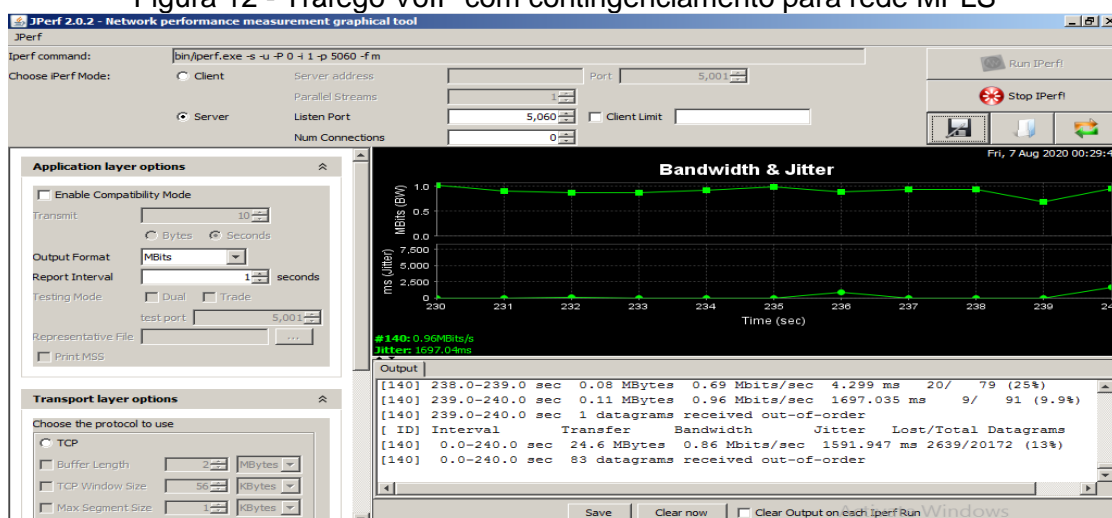 Figura 12 - Tráfego VoIP com contingenciamento para rede MPLS
JPerf 2.0.2 - Network performance measurement graphical tool
JPerf
Iperf command:
bin/iperf.exe -s -u -P 0 -i 1 -p 5060 -f m
Choose iPerf Mode:
Client
Server address
Port
5,001
Parallel Streams
1
Server
Listen Port
5,060
Client Limit
Num Connections
0
Run IPerf!
Stop IPerf!
Application layer options
Enable Compatibility Mode
Transmit
10
Bytes
Seconds
Output Format
MBits
Report Interval
1
seconds
Testing Mode
Dual
Trade
test port
5,001
Representative File
...
Print MSS
Transport layer options
Choose the protocol to use
TCP
Buffer Length
2
MBytes
TCP Window Size
56
KBytes
Max Segment Size
1
KBytes
Fri, 7 Aug 2020 00:29:4
Bandwidth & Jitter
MBits (BW)
1.0
0.5
0.0
ms (Jitter)
7,500
5,000
2,500
0
230 231 232 233 234 235 236 237 238 239 24
Time (sec)
#140: 0.96MBits/s
Jitter: 1697.04ms
Output
[140] 238.0-239.0 sec 0.08 MBytes 0.69 Mbits/sec 4.299 ms 20/ 79 (25%)
[140] 239.0-240.0 sec 0.11 MBytes 0.96 Mbits/sec 1697.035 ms 9/ 91 (9.9%)
[140] 239.0-240.0 sec 1 datagrams received out-of-order
[ ID] Interval Transfer Bandwidth Jitter Lost/Total Datagrams
[140] 0.0-240.0 sec 24.6 MBytes 0.86 Mbits/sec 1591.947 ms 2639/20172 (13%)
[140] 0.0-240.0 sec 83 datagrams received out-of-order
Save
Clear now
Clear Output on each Iperf Run
Windows